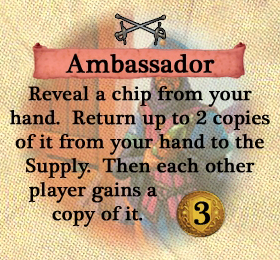 Ambassador
Reveal a chip from your
hand. Return up to 2 copies
of it from your hand to the
Supply. Then each other
player gains a
copy of it.
3